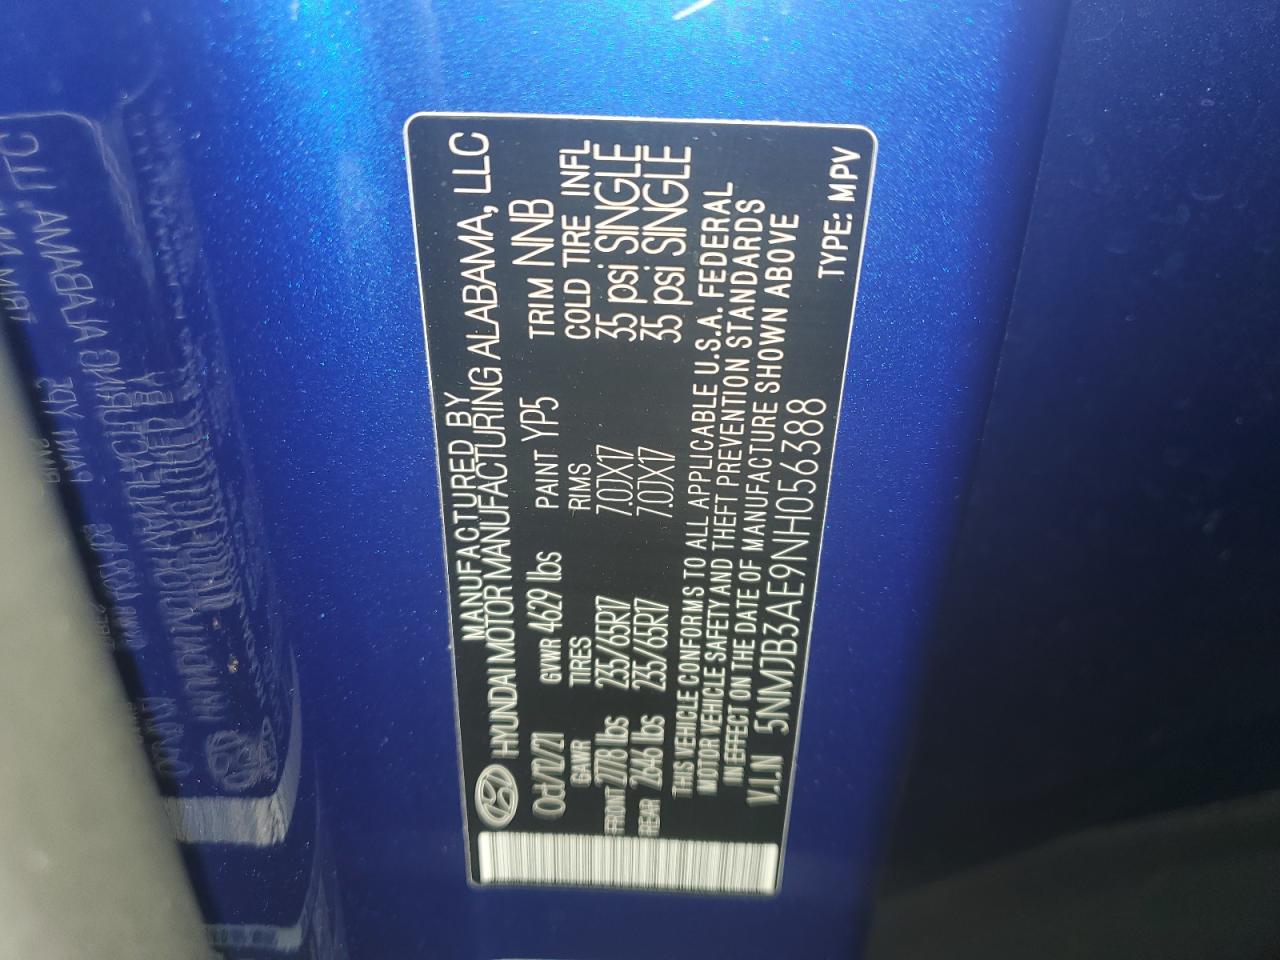 MANUFACTURED BY
HYUNDAI MOTOR MANUFACTURING ALABAMA, LLC
Oct/12/21 GVWR 4629 lbs PAINT YP5 TRIM NNB
GAWR TIRES RIMS COLD TIRE INFL
FRONT 2778 lbs 235/65R17 7.0JX17 35 psi SINGLE
REAR 2646 lbs 235/65R17 7.0JX17 35 psi SINGLE
THIS VEHICLE CONFORMS TO ALL APPLICABLE U.S.A. FEDERAL
MOTOR VEHICLE SAFETY AND THEFT PREVENTION STANDARDS
IN EFFECT ON THE DATE OF MANUFACTURE SHOWN ABOVE
V.I.N 5NMJB3AE9NH056388
TYPE: MPV